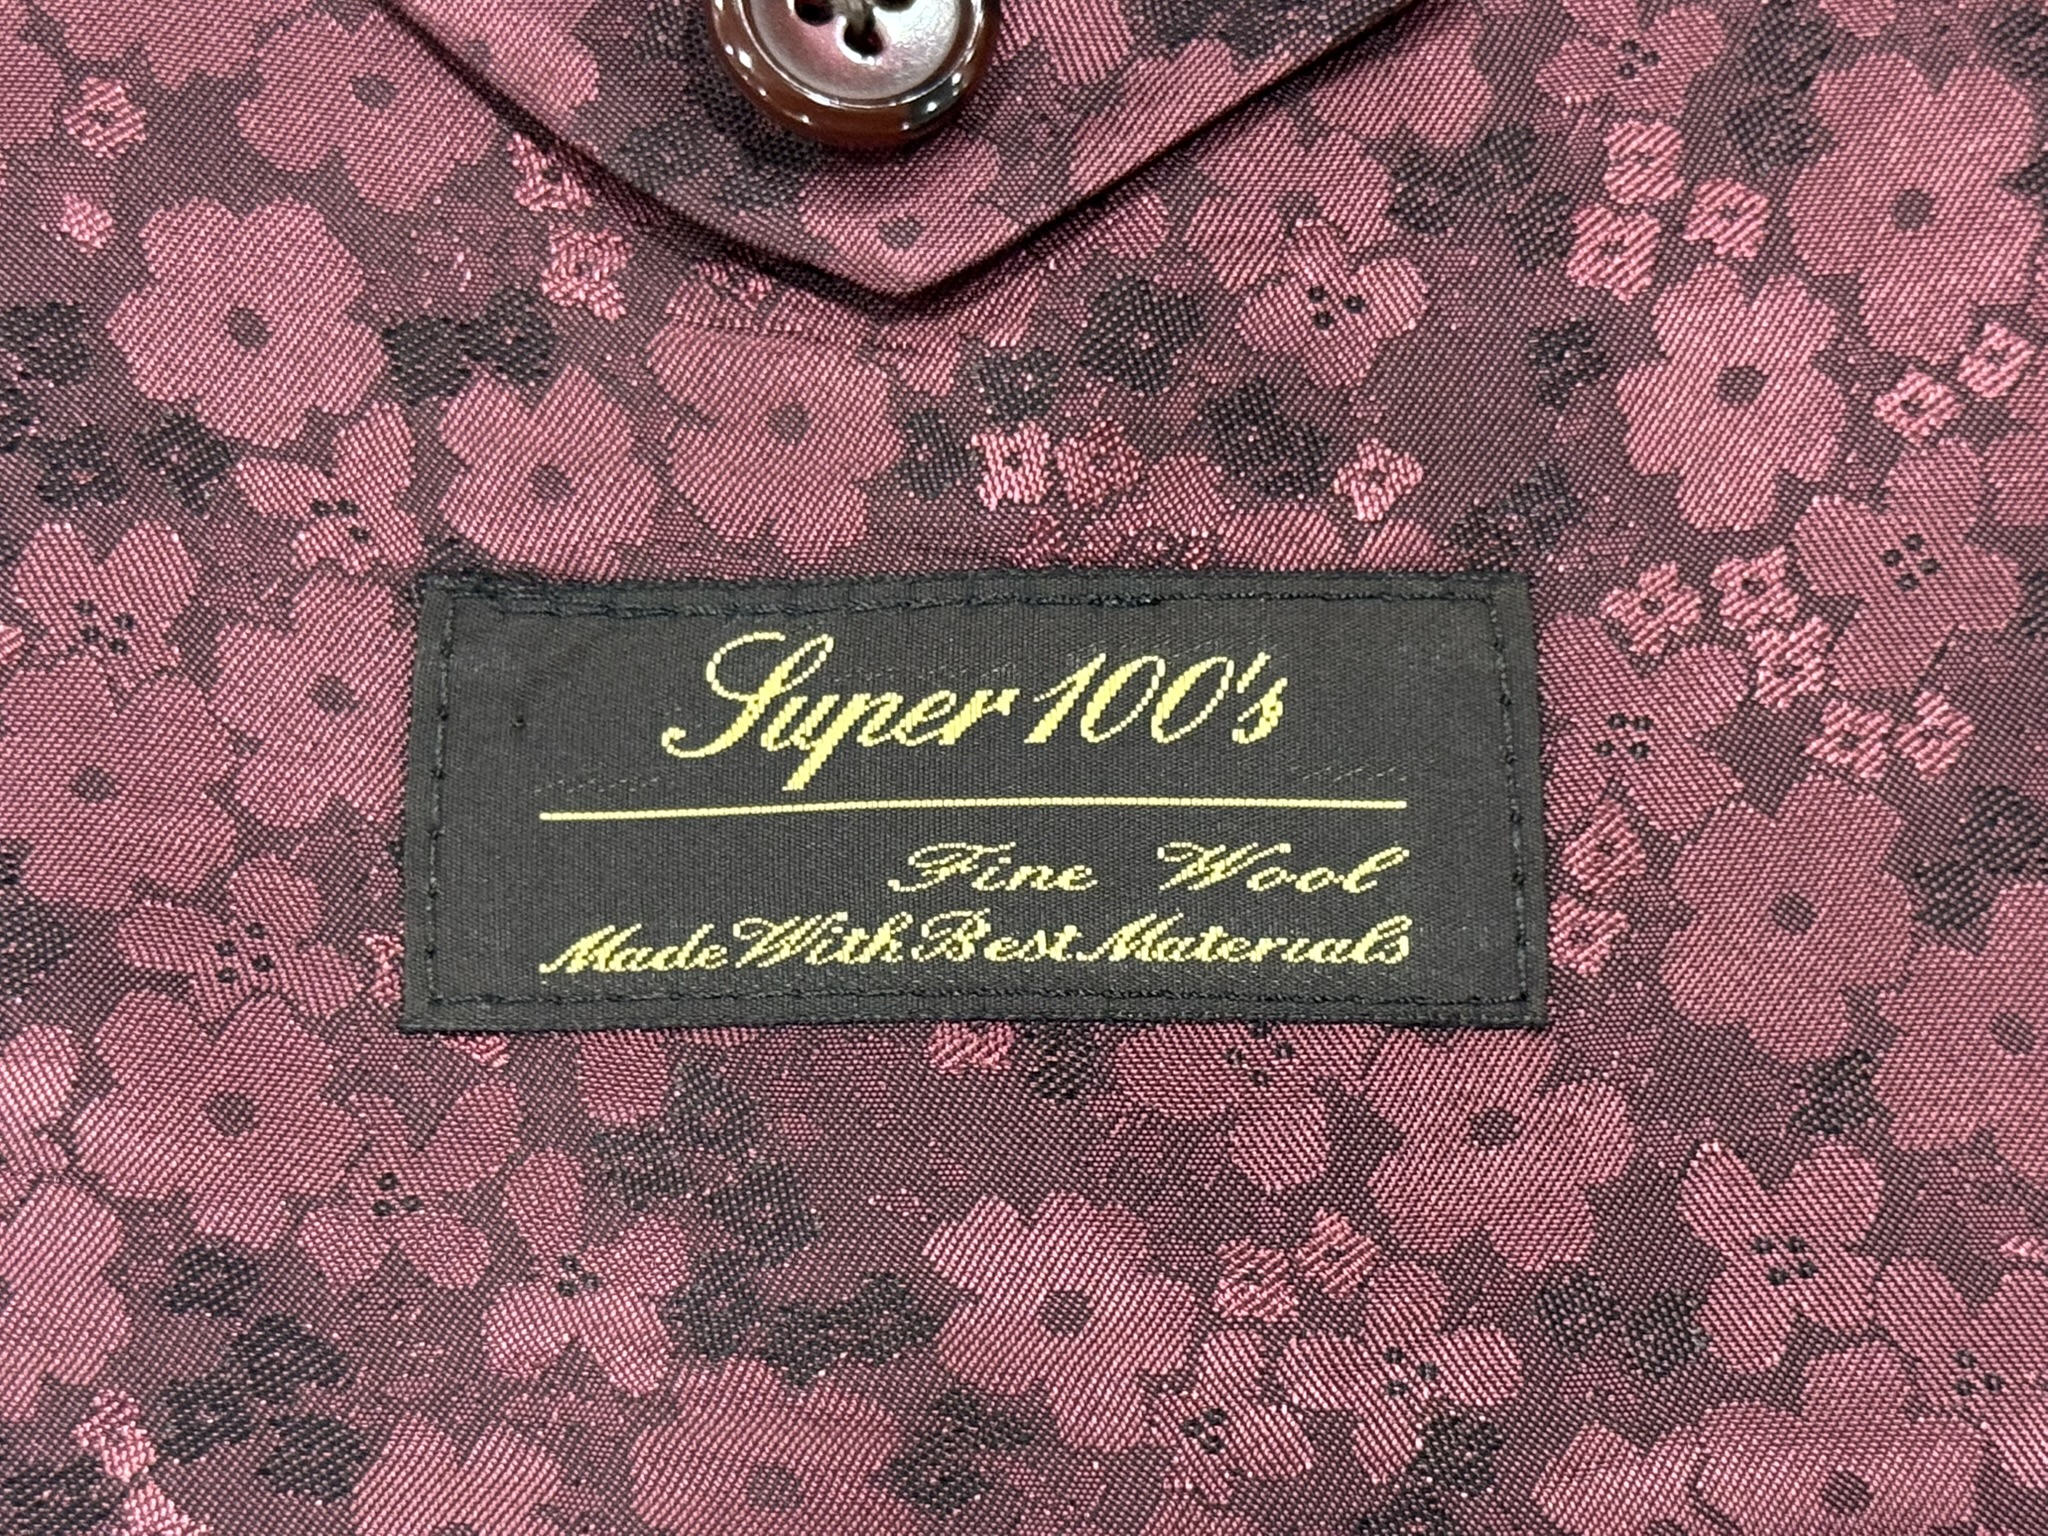 Super 100's
Fine Wool
Made With Best Materials